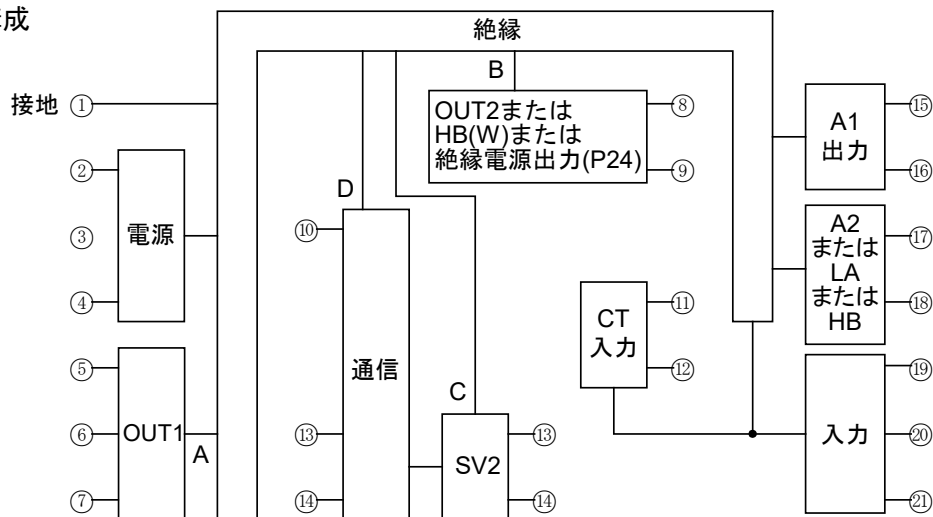 成
絶縁
B
接地 ①
OUT2または
HB(W)または
絶縁電源出力(P24)
⑧
⑨
A1
出力
⑮
⑯
②
③
④
電源
D
⑩
A2
または
LA
または
HB
⑰
⑱
CT
入力
⑪
⑫
⑤
⑥
⑦
OUT1
A
通信
⑬
⑭
C
SV2
⑬
⑭
入力
⑲
⑳
㉑